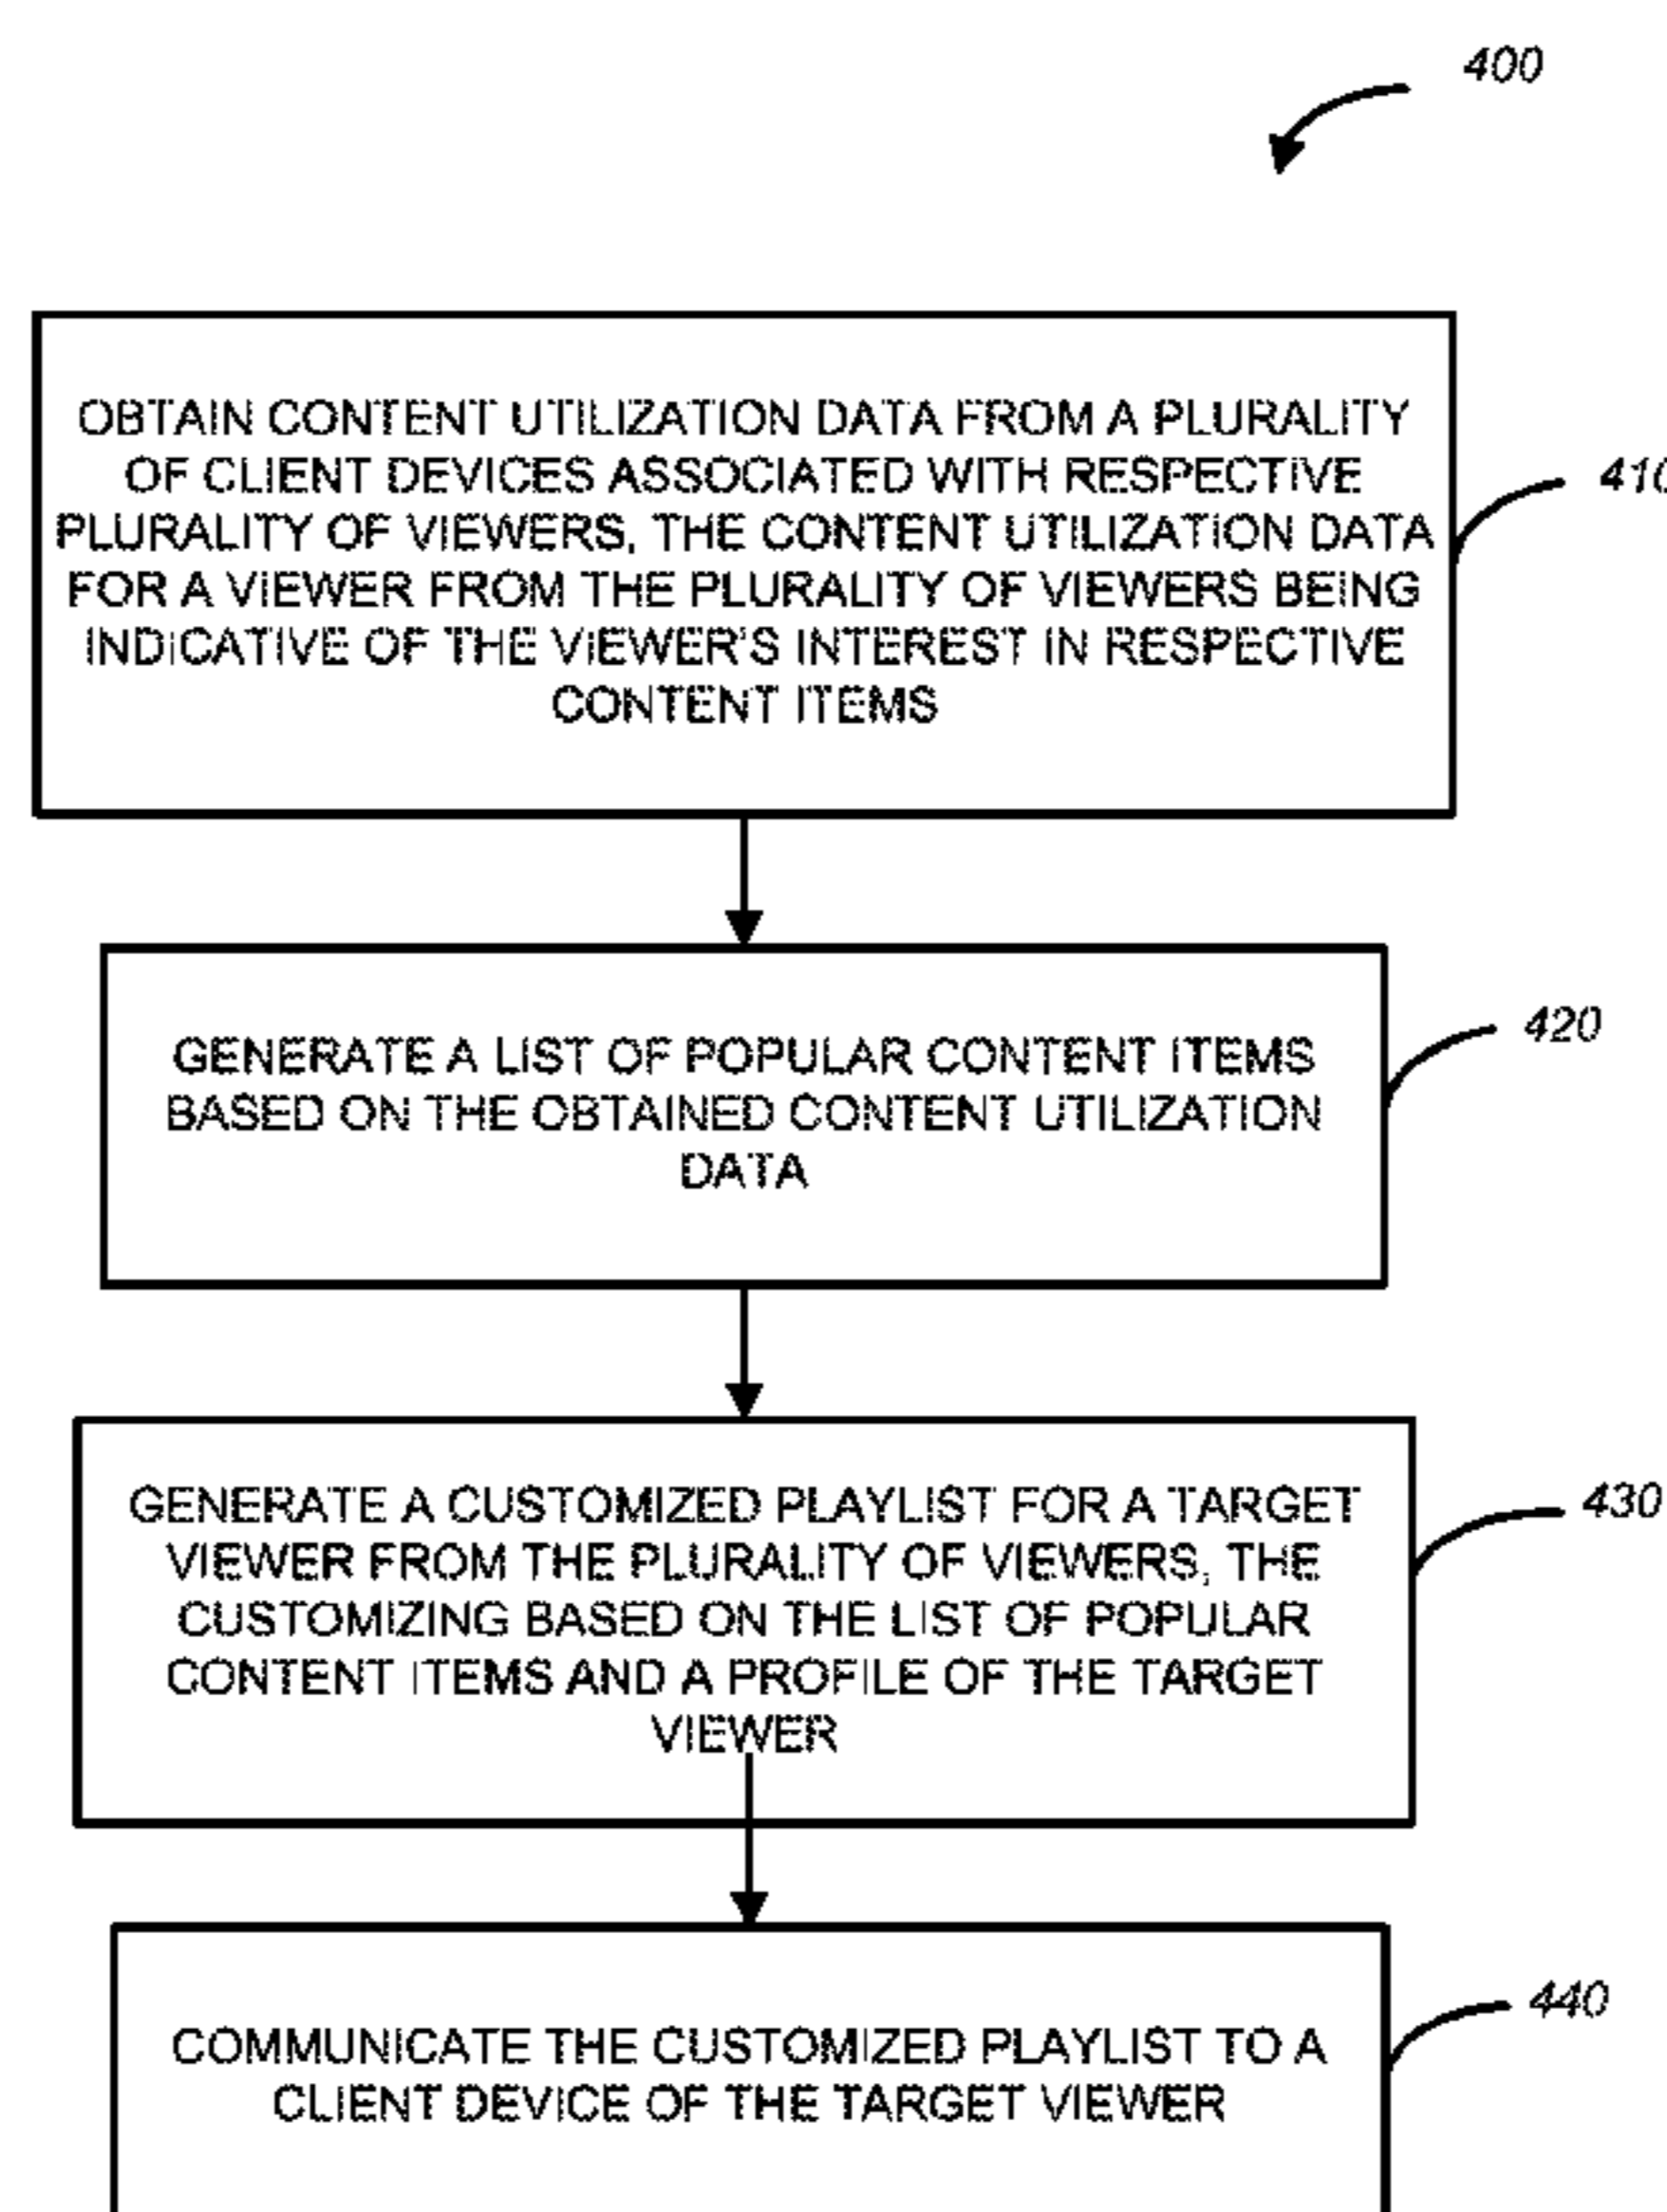 400
OBTAIN CONTENT UTILIZATION DATA FROM A PLURALITY
OF CLIENT DEVICES ASSOCIATED WITH RESPECTIVE
PLURALITY OF VIEWERS, THE CONTENT UTILIZATION DATA
FOR A VIEWER FROM THE PLURALITY OF VIEWERS BEING
INDICATIVE OF THE VIEWER'S INTEREST IN RESPECTIVE
CONTENT ITEMS
410
GENERATE A LIST OF POPULAR CONTENT ITEMS
BASED ON THE OBTAINED CONTENT UTILIZATION
DATA
420
GENERATE A CUSTOMIZED PLAYLIST FOR A TARGET
VIEWER FROM THE PLURALITY OF VIEWERS, THE
CUSTOMIZING BASED ON THE LIST OF POPULAR
CONTENT ITEMS AND A PROFILE OF THE TARGET
VIEWER
430
COMMUNICATE THE CUSTOMIZED PLAYLIST TO A
CLIENT DEVICE OF THE TARGET VIEWER
440